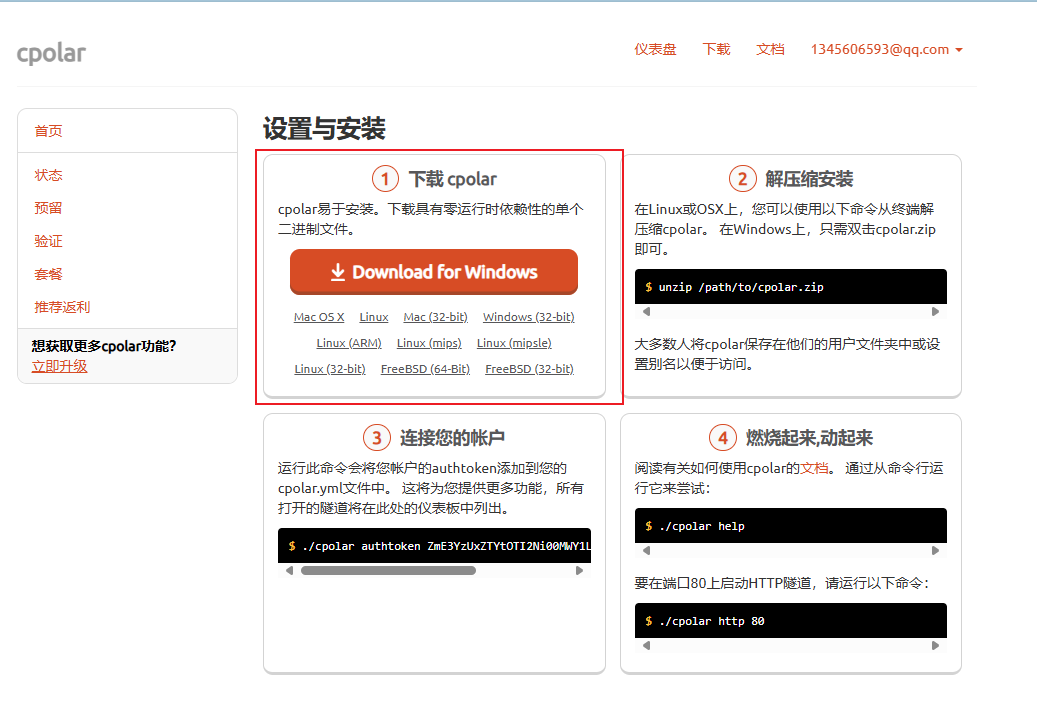 cpolar
仪表盘 下载 文档 1345606593@qq.com
首页
状态
预留
验证
套餐
推荐返利
想获取更多cpolar功能?
立即升级
设置与安装
1 下载 cpolar
cpolar易于安装。下载具有零运行时依赖性的单个
二进制文件。
Download for Windows
Mac OS X Linux Mac (32-bit) Windows (32-bit)
Linux (ARM) Linux (mips) Linux (mipsle)
Linux (32-bit) FreeBSD (64-Bit) FreeBSD (32-bit)
2 解压缩安装
在Linux或OSX上，您可以使用以下命令从终端解
压缩cpolar。 在Windows上，只需双击cpolar.zip
即可。
$ unzip /path/to/cpolar.zip
大多数人将cpolar保存在他们的用户文件夹中或设
置别名以便于访问。
3 连接您的帐户
运行此命令会将您帐户的authtoken添加到您的
cpolar.yml文件中。 这将为您提供更多功能，所有
打开的隧道将在此处的仪表板中列出。
$ ./cpolar authtoken ZmE3YzUxZTYtOTI2Ni00MWY1L
4 燃烧起来,动起来
阅读有关如何使用cpolar的文档。 通过从命令行运
行它来尝试：
$ ./cpolar help
要在端口80上启动HTTP隧道，请运行以下命令：
$ ./cpolar http 80